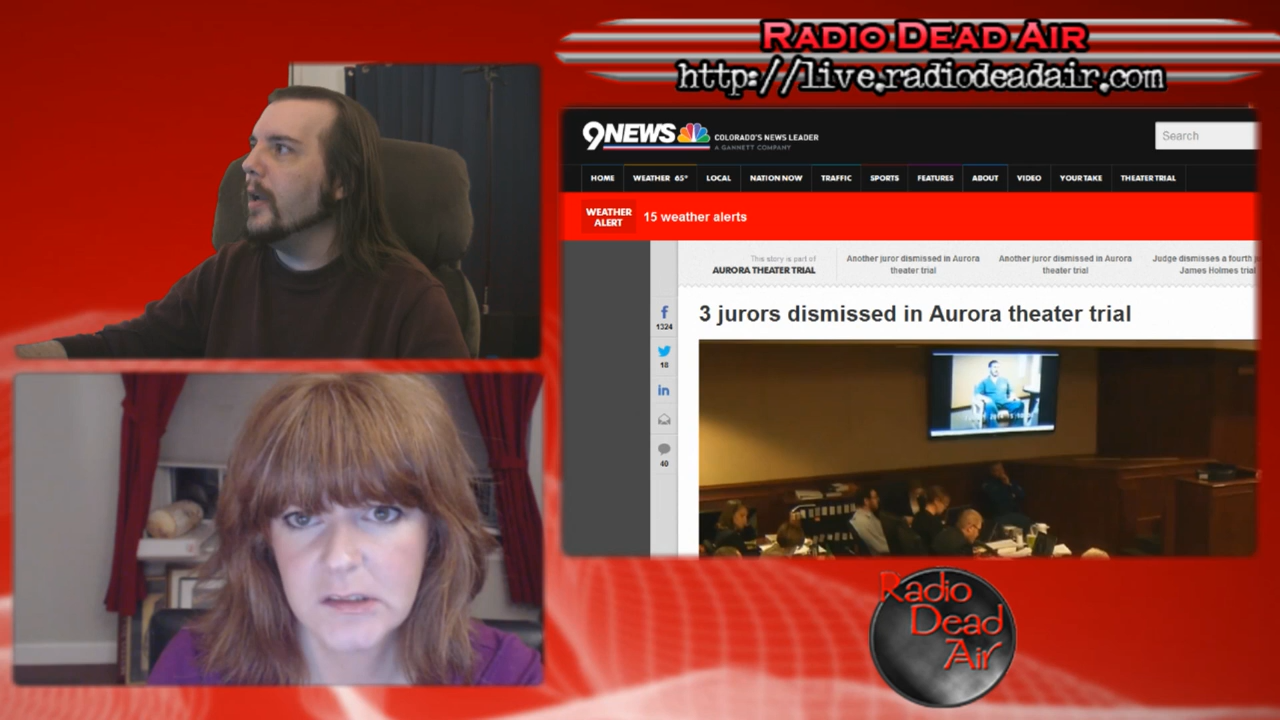 RADIO DEAD AIR
http://live.radiodeadair.com
9NEWS
COLORADO'S NEWS LEADER
A GANNETT COMPANY
Search
HOME
WEATHER 65°
LOCAL
NATION NOW
TRAFFIC
SPORTS
FEATURES
ABOUT
VIDEO
YOUR TAKE
THEATER TRIAL
WEATHER
ALERT
15 weather alerts
This story is part of
AURORA THEATER TRIAL
Another juror dismissed in Aurora
theater trial
Another juror dismissed in Aurora
theater trial
Judge dismisses a fourth
James Holmes trial
3 jurors dismissed in Aurora theater trial
1324
18
in
40
Radio
Dead
Air